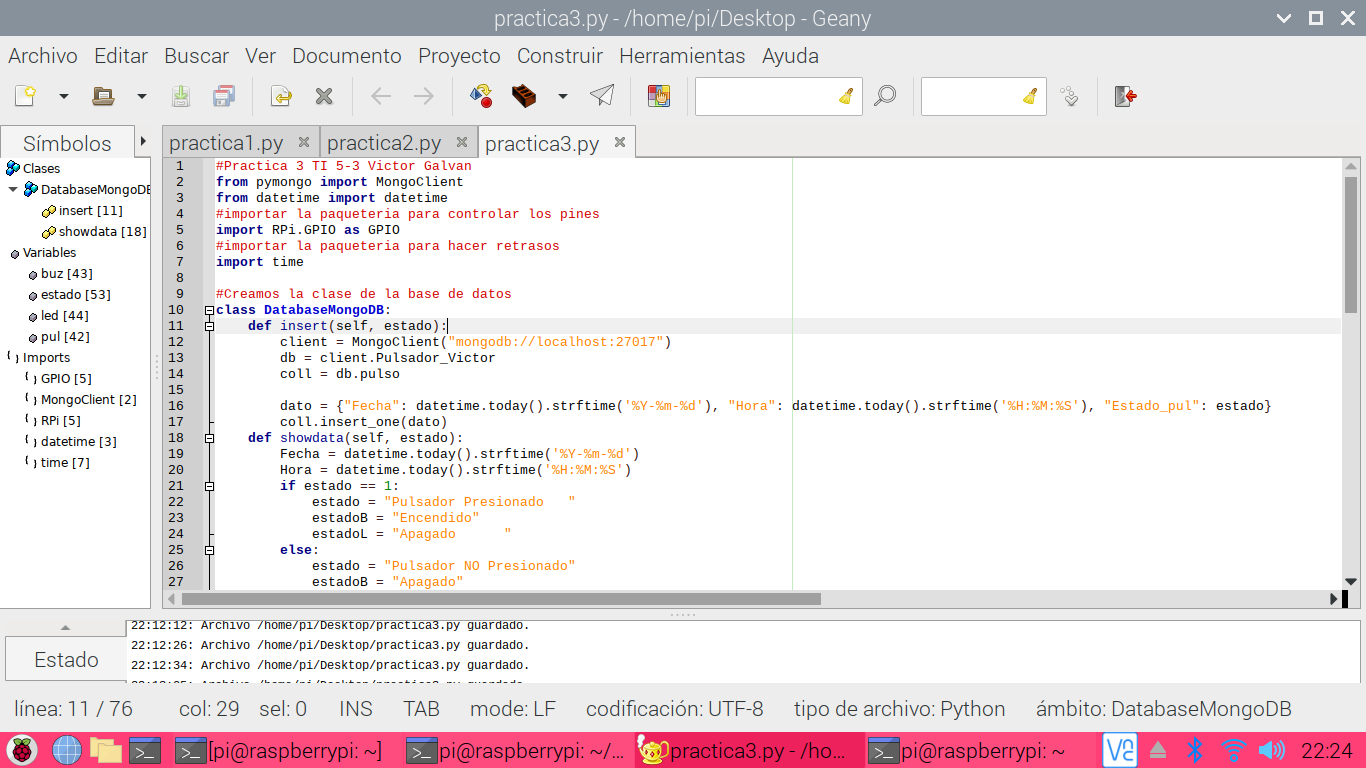 practica3.py - /home/pi/Desktop - Geany
Archivo Editar Buscar Ver Documento Proyecto Construir Herramientas Ayuda
Símbolos
Clases
DatabaseMongoDB
insert [11]
showdata [18]
Variables
buz [43]
estado [53]
led [44]
pul [42]
Imports
GPIO [5]
MongoClient [2]
RPi [5]
datetime [3]
time [7]
practica1.py practica2.py practica3.py
1 #Practica 3 TI 5-3 Victor Galvan
2 from pymongo import MongoClient
3 from datetime import datetime
4 #importar la paqueteria para controlar los pines
5 import RPi.GPIO as GPIO
6 #importar la paqueteria para hacer retrasos
7 import time
8
9 #Creamos la clase de la base de datos
10 class DatabaseMongoDB:
11     def insert(self, estado):
12         client = MongoClient("mongodb://localhost:27017")
13         db = client.Pulsador_Victor
14         coll = db.pulso
15
16         dato = {"Fecha": datetime.today().strftime('%Y-%m-%d'), "Hora": datetime.today().strftime('%H:%M:%S'), "Estado_pul": estado}
17         coll.insert_one(dato)
18     def showdata(self, estado):
19         Fecha = datetime.today().strftime('%Y-%m-%d')
20         Hora = datetime.today().strftime('%H:%M:%S')
21         if estado == 1:
22             estado = "Pulsador Presionado   "
23             estadoB = "Encendido"
24             estadoL = "Apagado      "
25         else:
26             estado = "Pulsador NO Presionado"
27             estadoB = "Apagado"
Estado
22:12:12: Archivo /home/pi/Desktop/practica3.py guardado.
22:12:26: Archivo /home/pi/Desktop/practica3.py guardado.
22:12:34: Archivo /home/pi/Desktop/practica3.py guardado.
línea: 11 / 76 col: 29 sel: 0 INS TAB mode: LF codificación: UTF-8 tipo de archivo: Python ámbito: DatabaseMongoDB
[pi@raspberrypi: ~] pi@raspberrypi: ~/... practica3.py - /ho... pi@raspberrypi: ~ 22:24